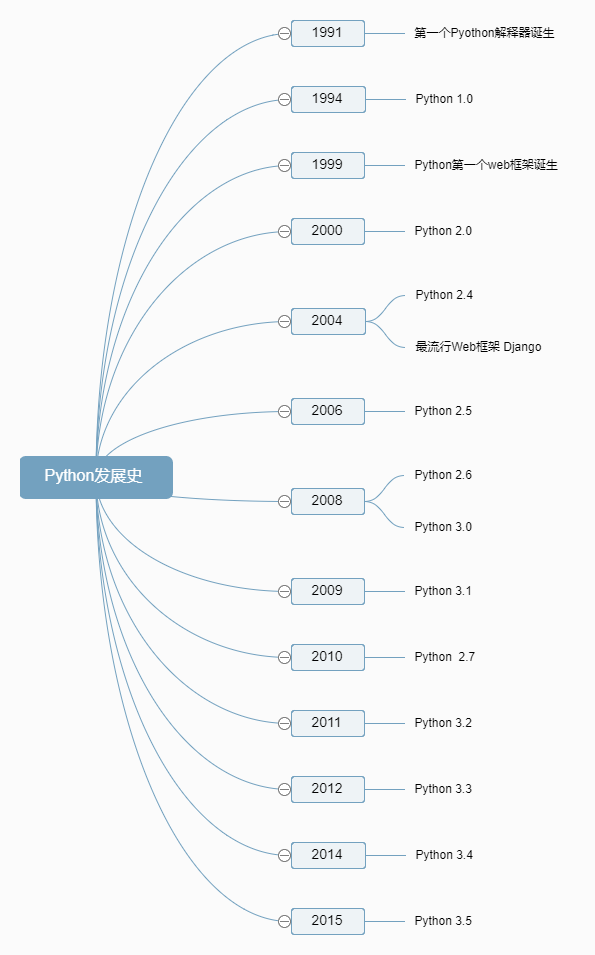 1991
第一个Pyothon解释器诞生
1994
Python 1.0
1999
Python第一个web框架诞生
2000
Python 2.0
2004
Python 2.4
最流行Web框架 Django
2006
Python 2.5
Python发展史
2008
Python 2.6
Python 3.0
2009
Python 3.1
2010
Python  2.7
2011
Python 3.2
2012
Python 3.3
2014
Python 3.4
2015
Python 3.5